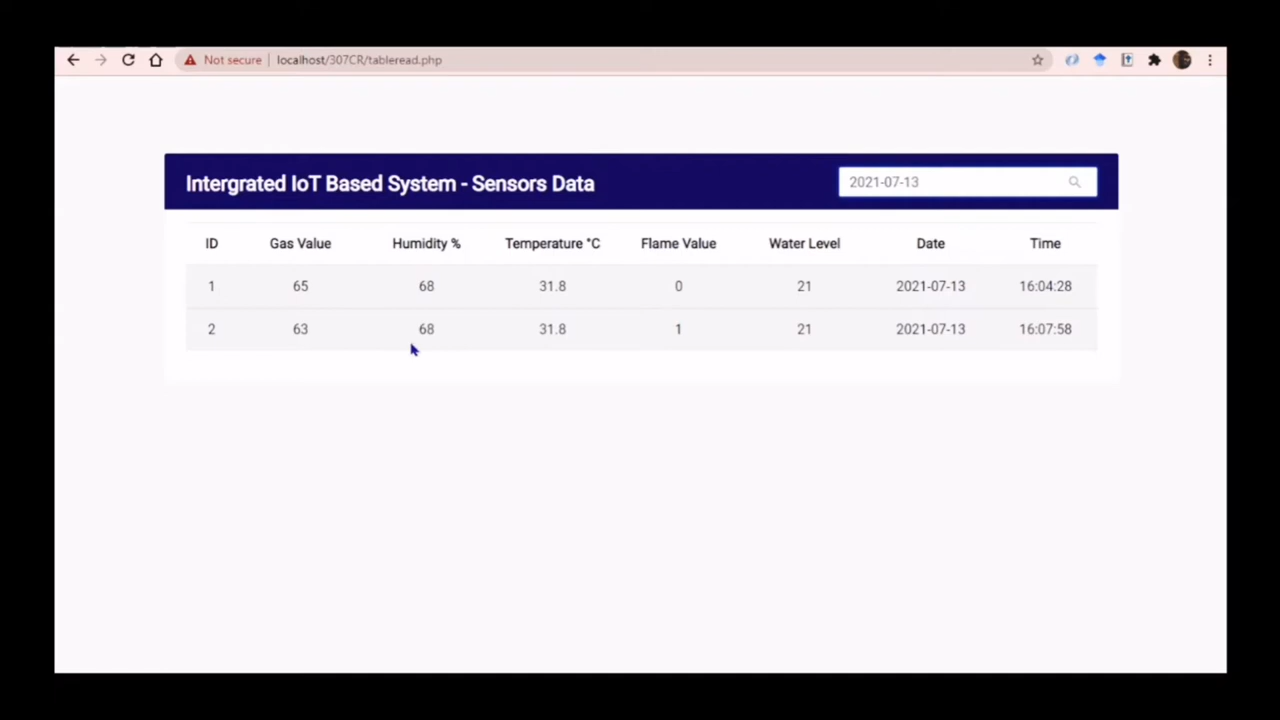 Not secure | localhost/307CR/tableread.php
Intergrated IoT Based System - Sensors Data 2021-07-13
ID Gas Value Humidity % Temperature °C Flame Value Water Level Date Time
1 65 68 31.8 0 21 2021-07-13 16:04:28
2 63 68 31.8 1 21 2021-07-13 16:07:58